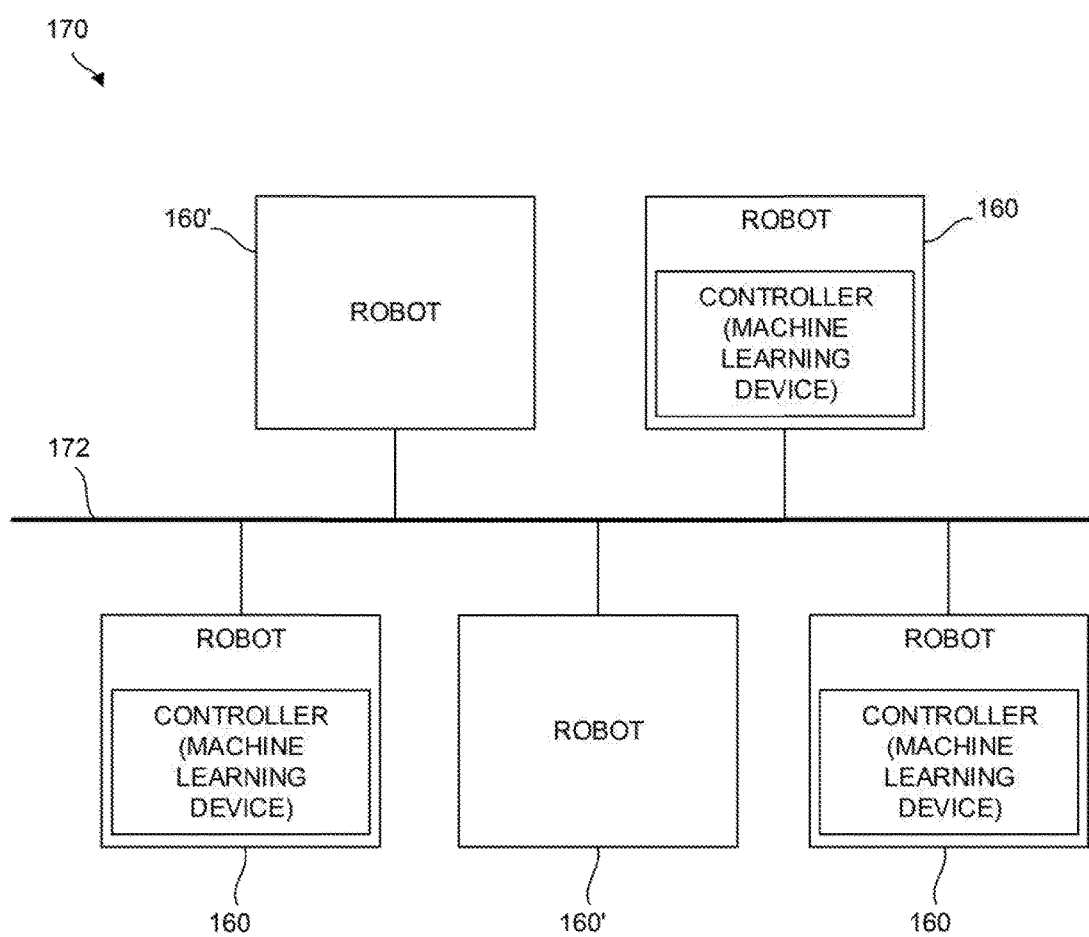 170
160'
ROBOT
ROBOT
CONTROLLER
(MACHINE
LEARNING
DEVICE)
160
172
ROBOT
CONTROLLER
(MACHINE
LEARNING
DEVICE)
160
ROBOT
160'
ROBOT
CONTROLLER
(MACHINE
LEARNING
DEVICE)
160